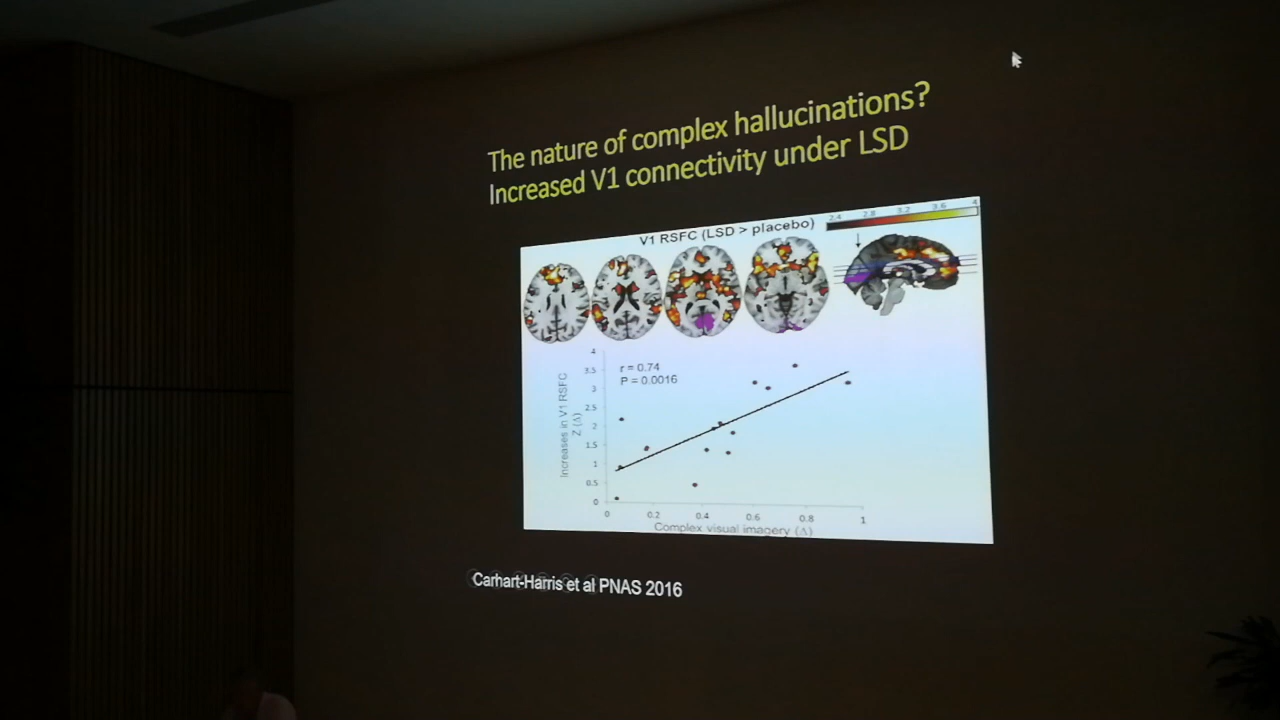 The nature of complex hallucinations?
Increased V1 connectivity under LSD
V1 RSFC (LSD > placebo)
2.4 2.8 3.2 3.6 4
r = 0.74
P = 0.0016
Increases in V1 RSFC
Z (Δ)
4
3.5
3
2.5
2
1.5
1
0.5
0
0 0.2 0.4 0.6 0.8 1
Complex visual imagery (Δ)
Carhart-Harris et al PNAS 2016